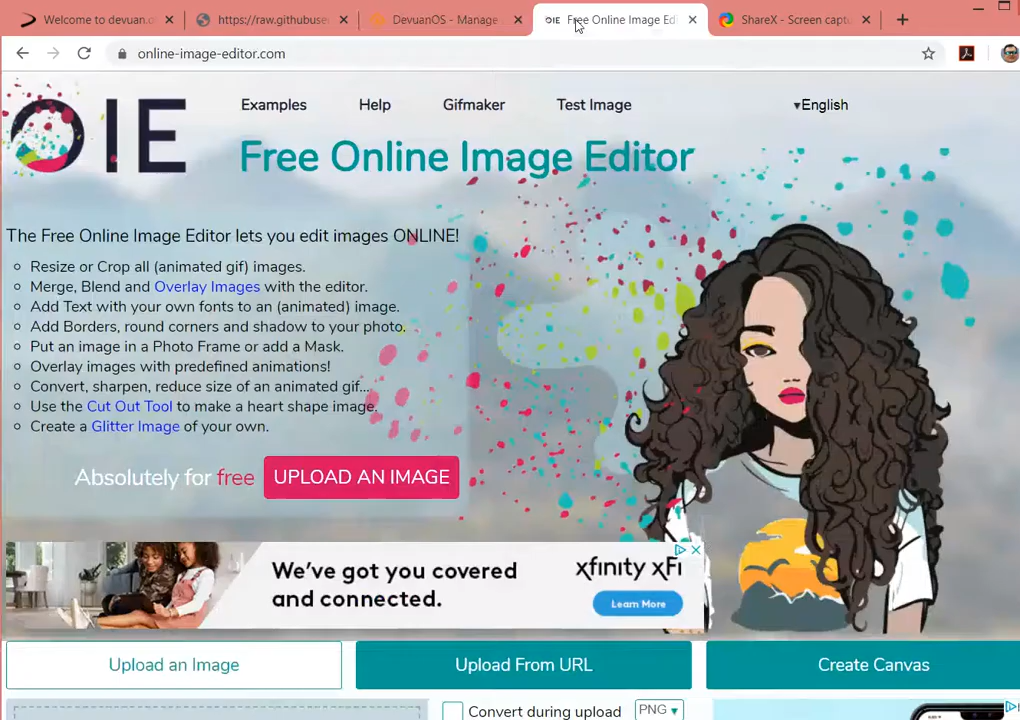 Welcome to devuan.o
https://raw.githubuse
DevuanOS - Manage
OIE Free Online Image Ed
ShareX - Screen captu
online-image-editor.com
OIE
Examples
Help
Gifmaker
Test Image
▾English
Free Online Image Editor
The Free Online Image Editor lets you edit images ONLINE!
Resize or Crop all (animated gif) images.
Merge, Blend and Overlay Images with the editor.
Add Text with your own fonts to an (animated) image.
Add Borders, round corners and shadow to your photo.
Put an image in a Photo Frame or add a Mask.
Overlay images with predefined animations!
Convert, sharpen, reduce size of an animated gif...
Use the Cut Out Tool to make a heart shape image.
Create a Glitter Image of your own.
Absolutely for free
UPLOAD AN IMAGE
We've got you covered
and connected.
xfinity xFi
Learn More
Upload an Image
Upload From URL
Create Canvas
Convert during upload
PNG ▾